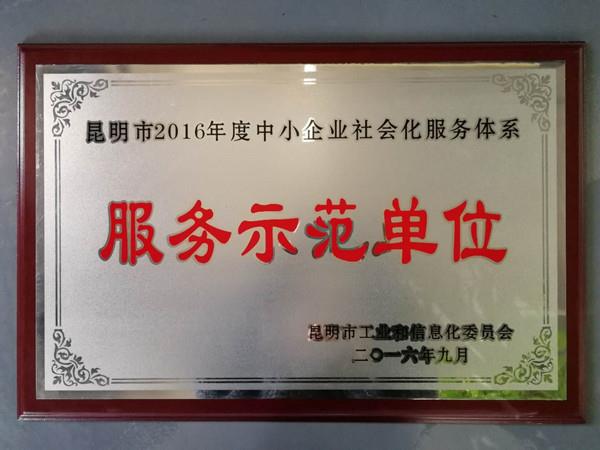 昆明市2016年度中小企业社会化服务体系
服务示范单位
昆明市工业和信息化委员会
二〇一六年九月